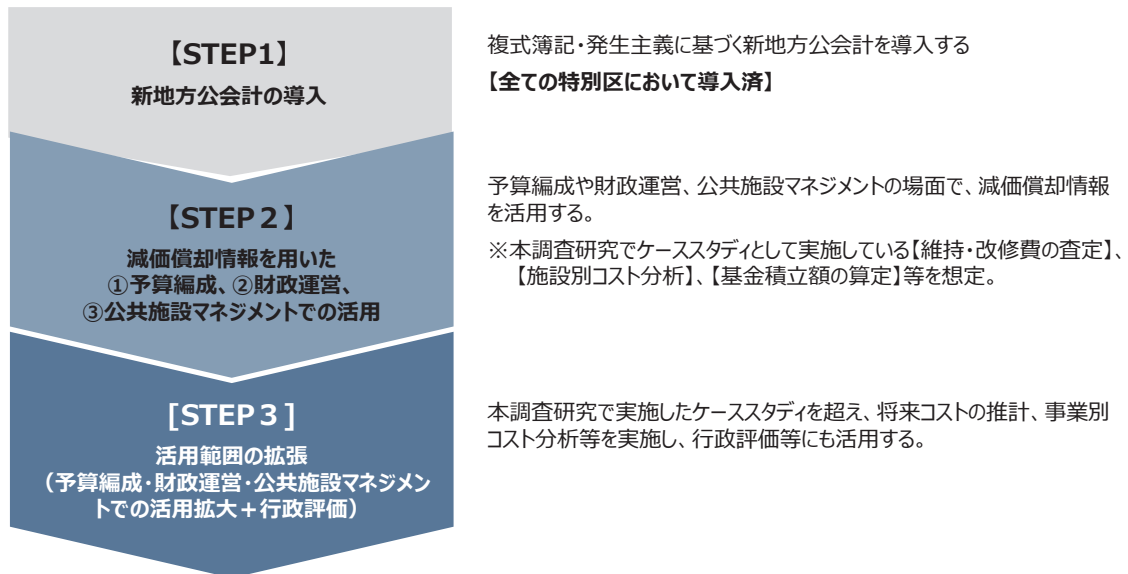 【STEP1】
新地方公会計の導入
複式簿記・発生主義に基づく新地方公会計を導入する
【全ての特別区において導入済】
【STEP２】
減価償却情報を用いた
①予算編成、②財政運営、
③公共施設マネジメントでの活用
予算編成や財政運営、公共施設マネジメントの場面で、減価償却情報
を活用する。
※本調査研究でケーススタディとして実施している【維持・改修費の査定】、
【施設別コスト分析】、【基金積立額の算定】等を想定。
[STEP３]
活用範囲の拡張
（予算編成・財政運営・公共施設マネジメン
トでの活用拡大＋行政評価）
本調査研究で実施したケーススタディを超え、将来コストの推計、事業別
コスト分析等を実施し、行政評価等にも活用する。